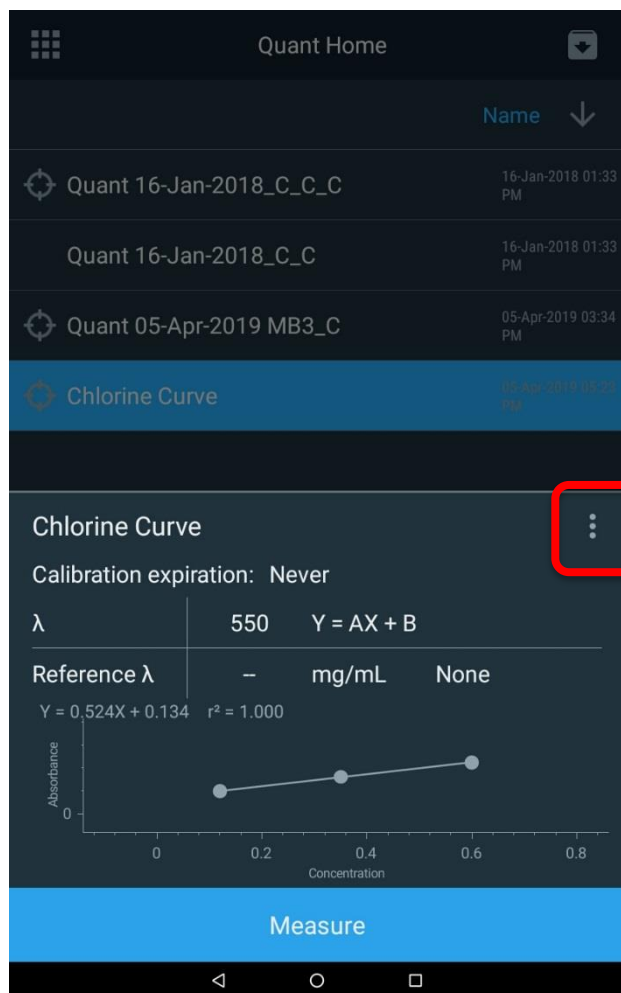 Quant Home
Name
Quant 16-Jan-2018_C_C_C
16-Jan-2018 01:33
PM
Quant 16-Jan-2018_C_C
16-Jan-2018 01:33
PM
Quant 05-Apr-2019 MB3_C
05-Apr-2019 03:34
PM
Chlorine Curve
05-Apr-2019 05:23
PM
Chlorine Curve
Calibration expiration: Never
λ 550 Y = AX + B
Reference λ -- mg/mL None
Y = 0.524X + 0.134 r² = 1.000
Absorbance
0
0 0.2 0.4 0.6 0.8
Concentration
Measure